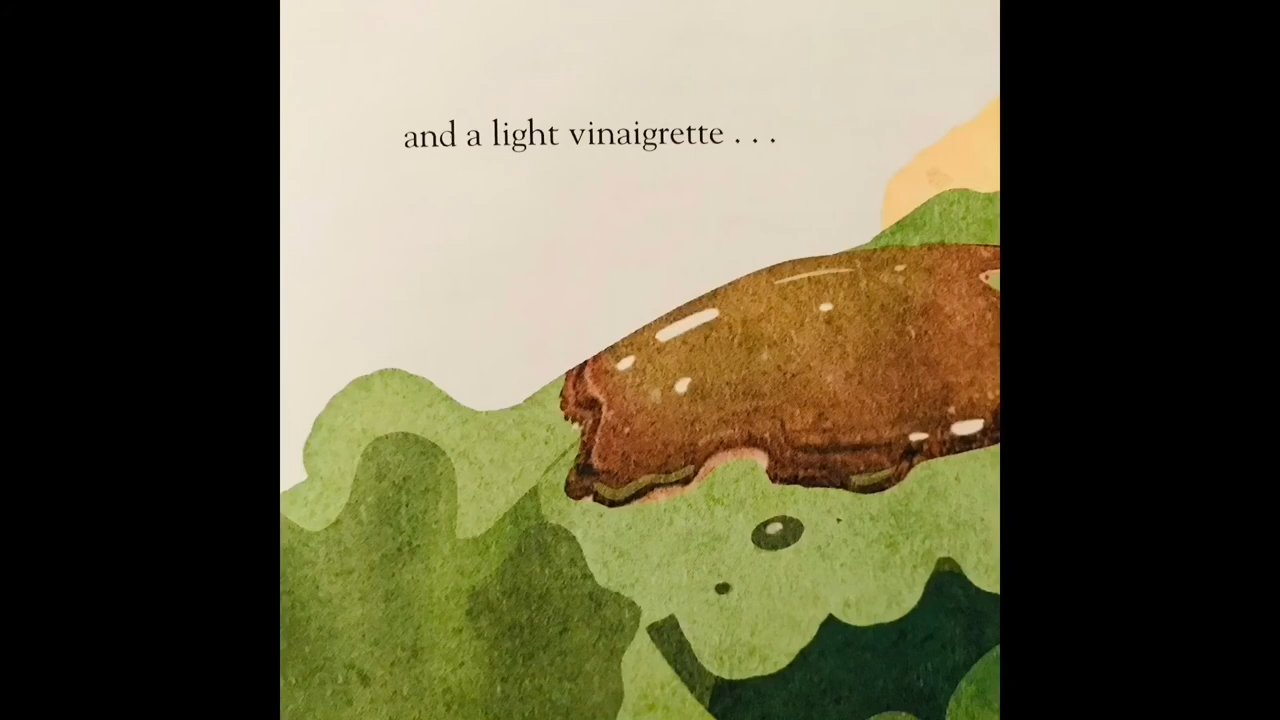 and a light vinaigrette . . .